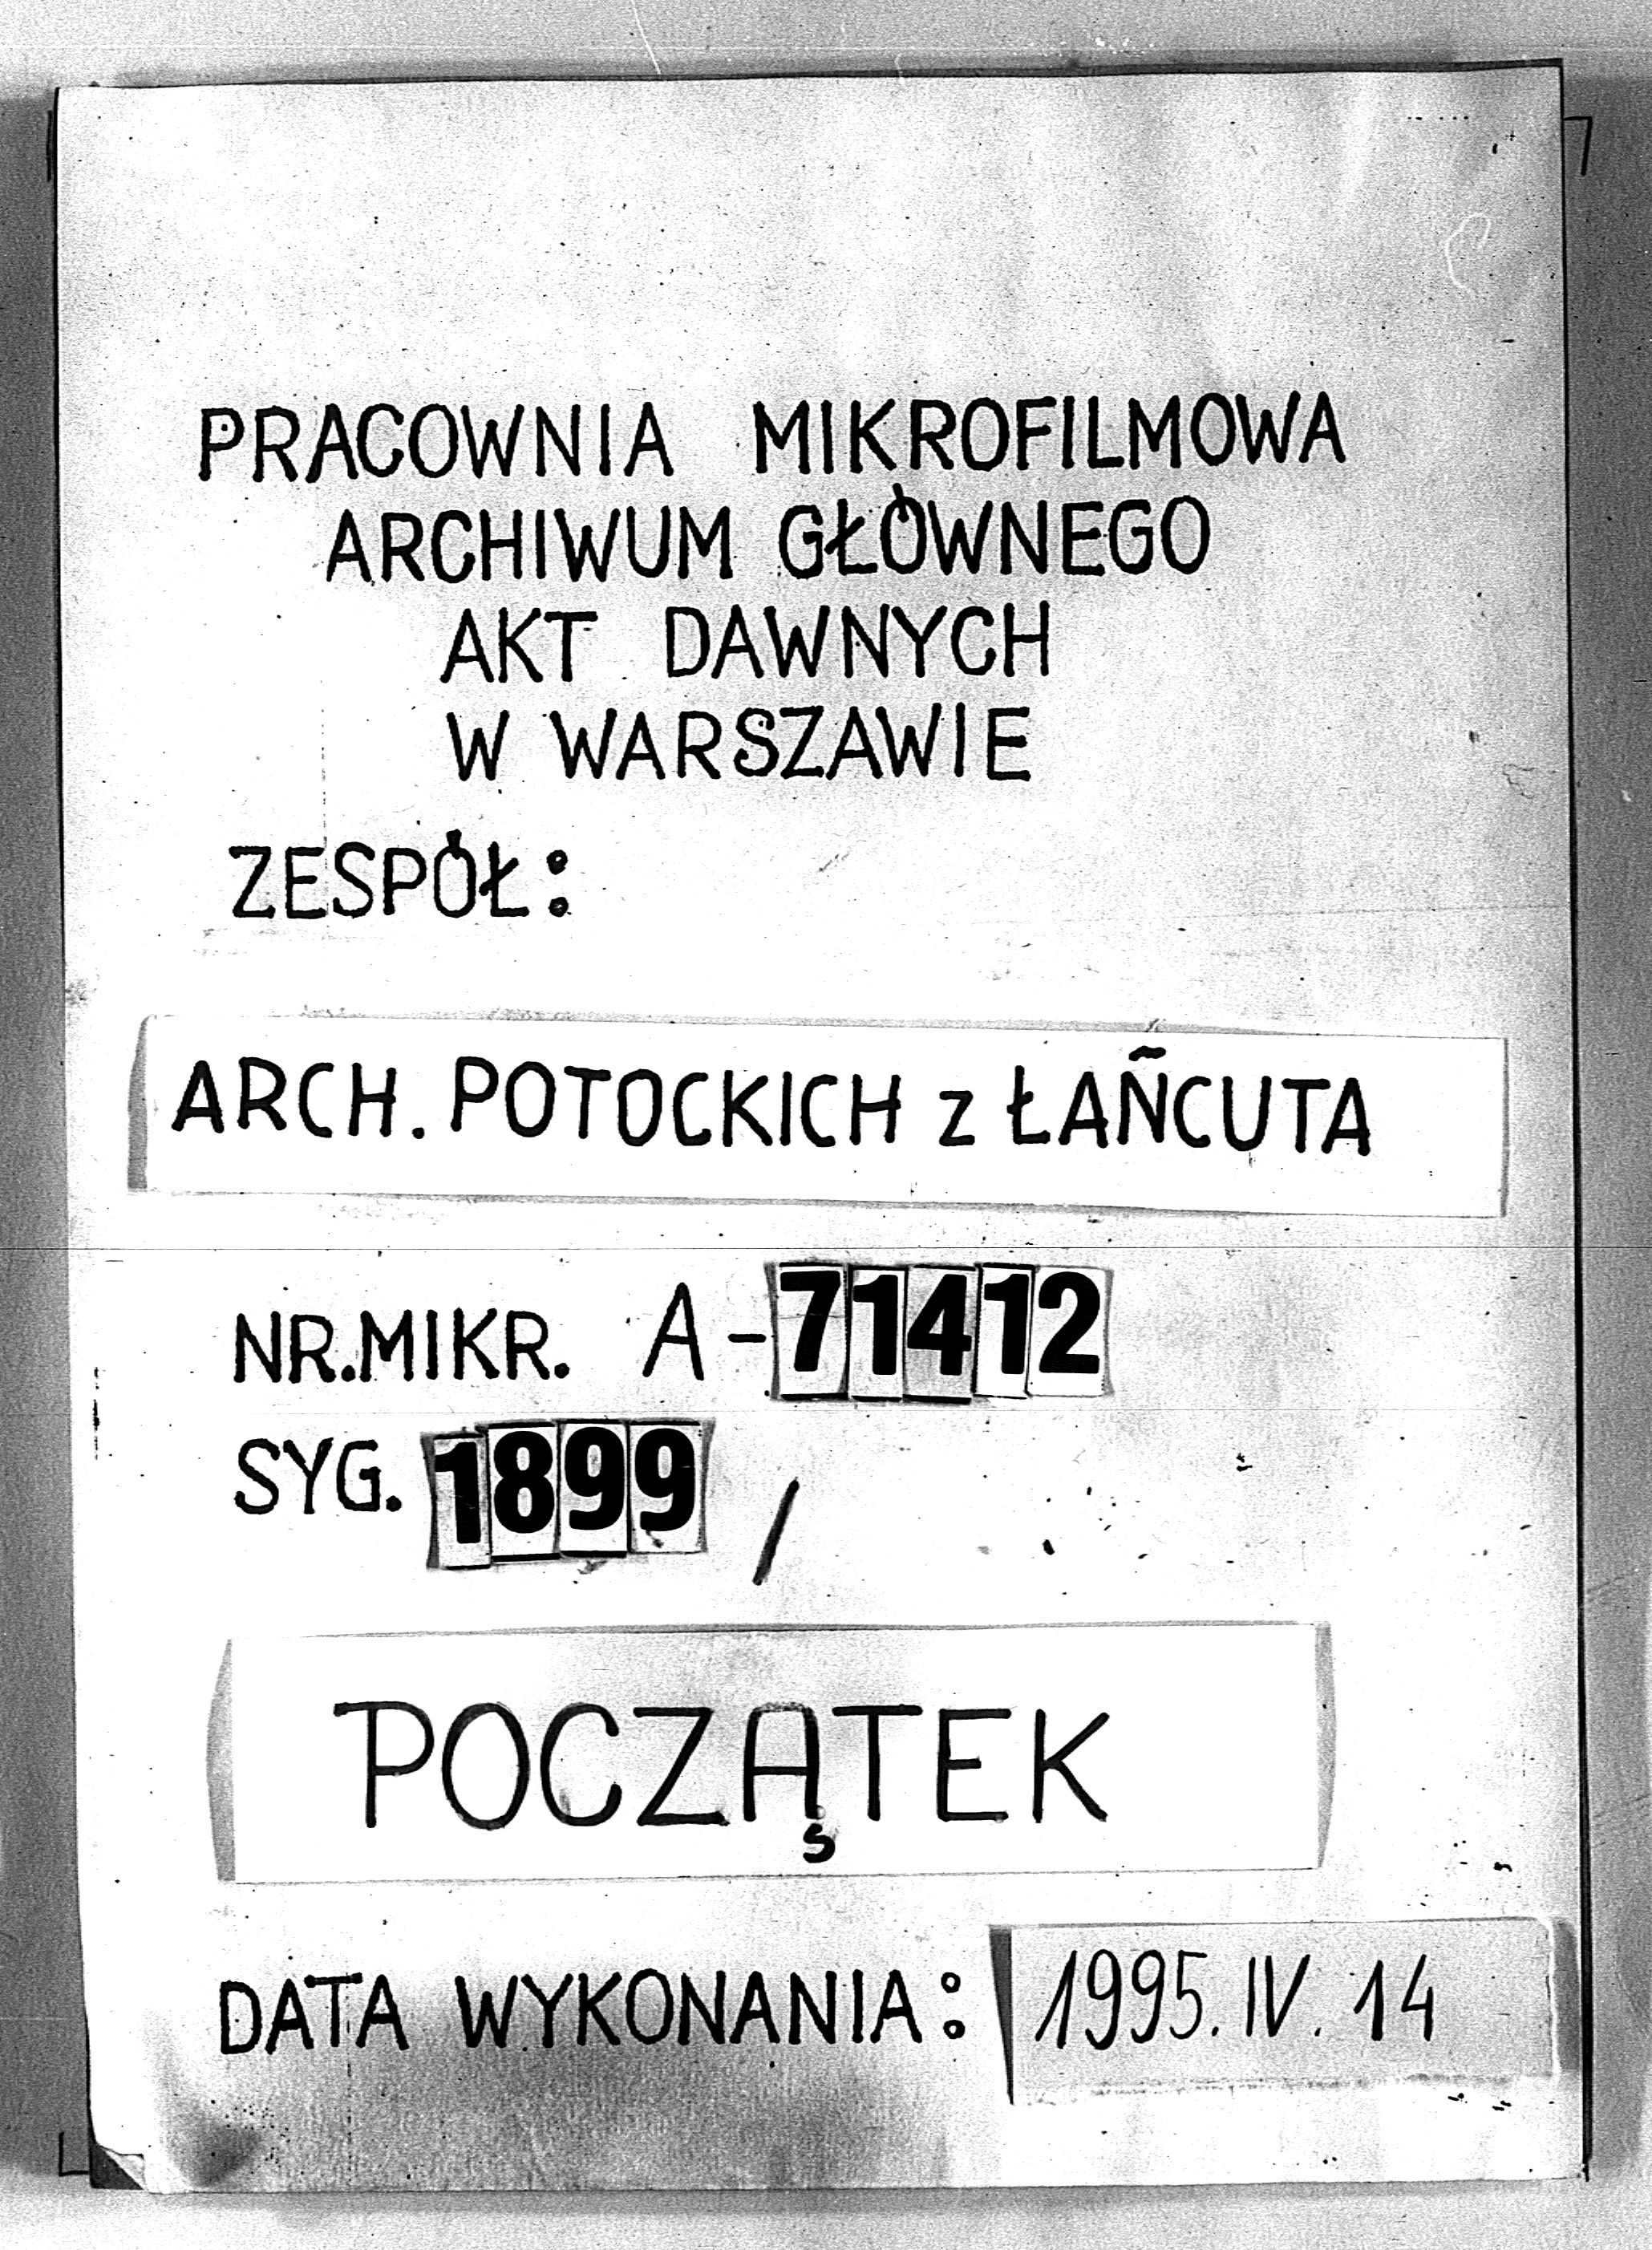 PRACOWNIA MIKROFILMOWA
ARCHIWUM GŁÓWNEGO
AKT DAWNYCH
W WARSZAWIE
ZESPÓŁ:
ARCH. POTOCKICH z ŁAŃCUTA
NR.MIKR. A-71412
SYG. 1899 /
POCZĄTEK
DATA WYKONANIA: 1995.IV.14